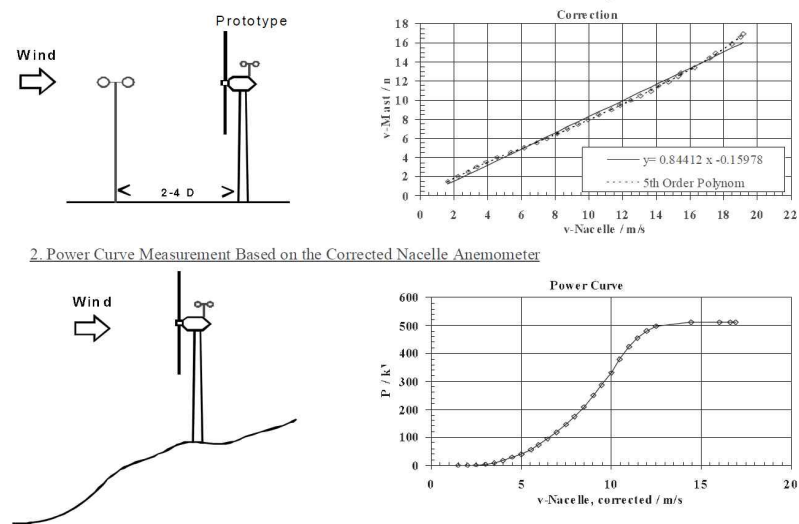 Prototype
Wind
2-4 D
Correction
v-Mast / n
18
16
14
12
10
8
6
4
2
0
0 2 4 6 8 10 12 14 16 18 20 22
v-Nacelle / m/s
y= 0.84412 x -0.15978
5th Order Polynom
2. Power Curve Measurement Based on the Corrected Nacelle Anemometer
Wind
Power Curve
P / k
600
500
400
300
200
100
0
0 5 10 15 20
v-Nacelle, corrected / m/s